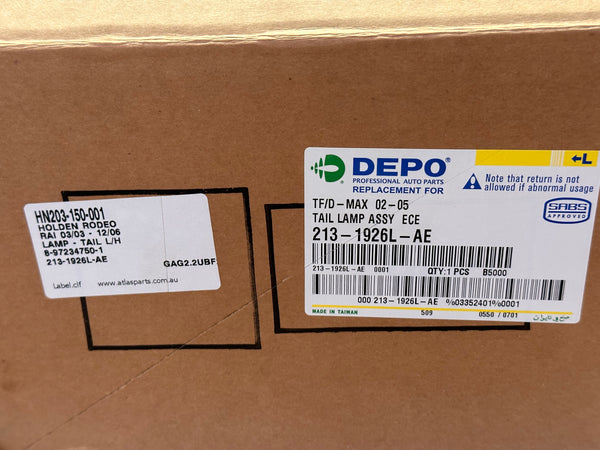 HN203-150-001
HOLDEN RODEO
RAI 03/03 - 12/06
LAMP - TAIL L/H
8-97234750-1
213-1926L-AE
GAG2.2UBF
Label.clf www.atlasparts.com.au
DEPO®
PROFESSIONAL AUTO PARTS
REPLACEMENT FOR
←L
Note that return is not
allowed if abnormal usage
TF/D-MAX 02-05
TAIL LAMP ASSY ECE
213-1926L-AE
SABS
APPROVED
213-1926L-AE 0001 QTY:1 PCS B5000
000 213-1926L-AE %03352401%0001
MADE IN TAIWAN 509 0550 / 0701